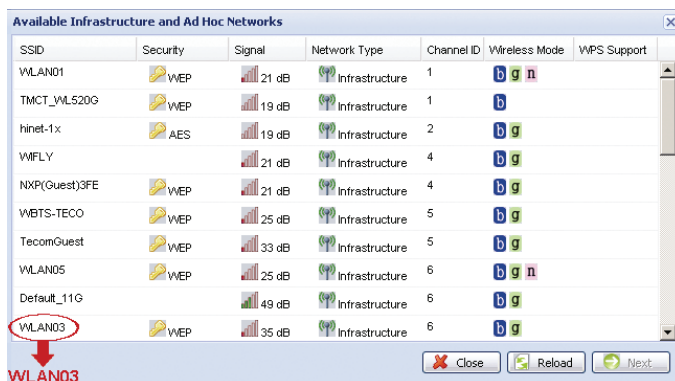 Available Infrastructure and Ad Hoc Networks
SSID Security Signal Network Type Channel ID Wireless Mode WPS Support
WLAN01 WEP 21 dB Infrastructure 1 b g n
TMCT_WL520G WEP 19 dB Infrastructure 1 b
hinet-1x AES 19 dB Infrastructure 2 b g
WIFLY 21 dB Infrastructure 4 b g
NXP(Guest)3FE WEP 21 dB Infrastructure 4 b g
WBTS-TECO WEP 25 dB Infrastructure 5 b g
TecomGuest WEP 33 dB Infrastructure 5 b g
WLAN05 WEP 25 dB Infrastructure 6 b g n
Default_11G 49 dB Infrastructure 6 b g
WLAN03 WEP 35 dB Infrastructure 6 b g
Close Reload Next
WLAN03